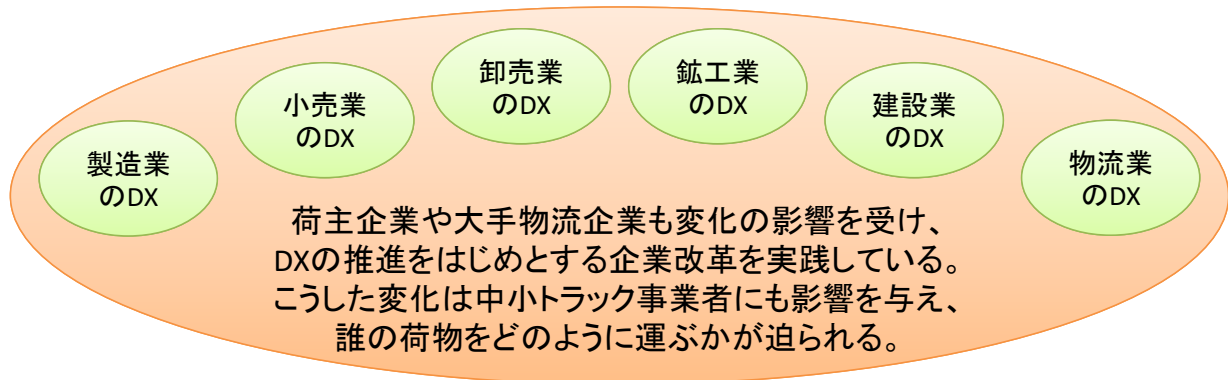 製造業
のDX
小売業
のDX
卸売業
のDX
鉱工業
のDX
建設業
のDX
物流業
のDX
荷主企業や大手物流企業も変化の影響を受け、
DXの推進をはじめとする企業改革を実践している。
こうした変化は中小トラック事業者にも影響を与え、
誰の荷物をどのように運ぶかが迫られる。